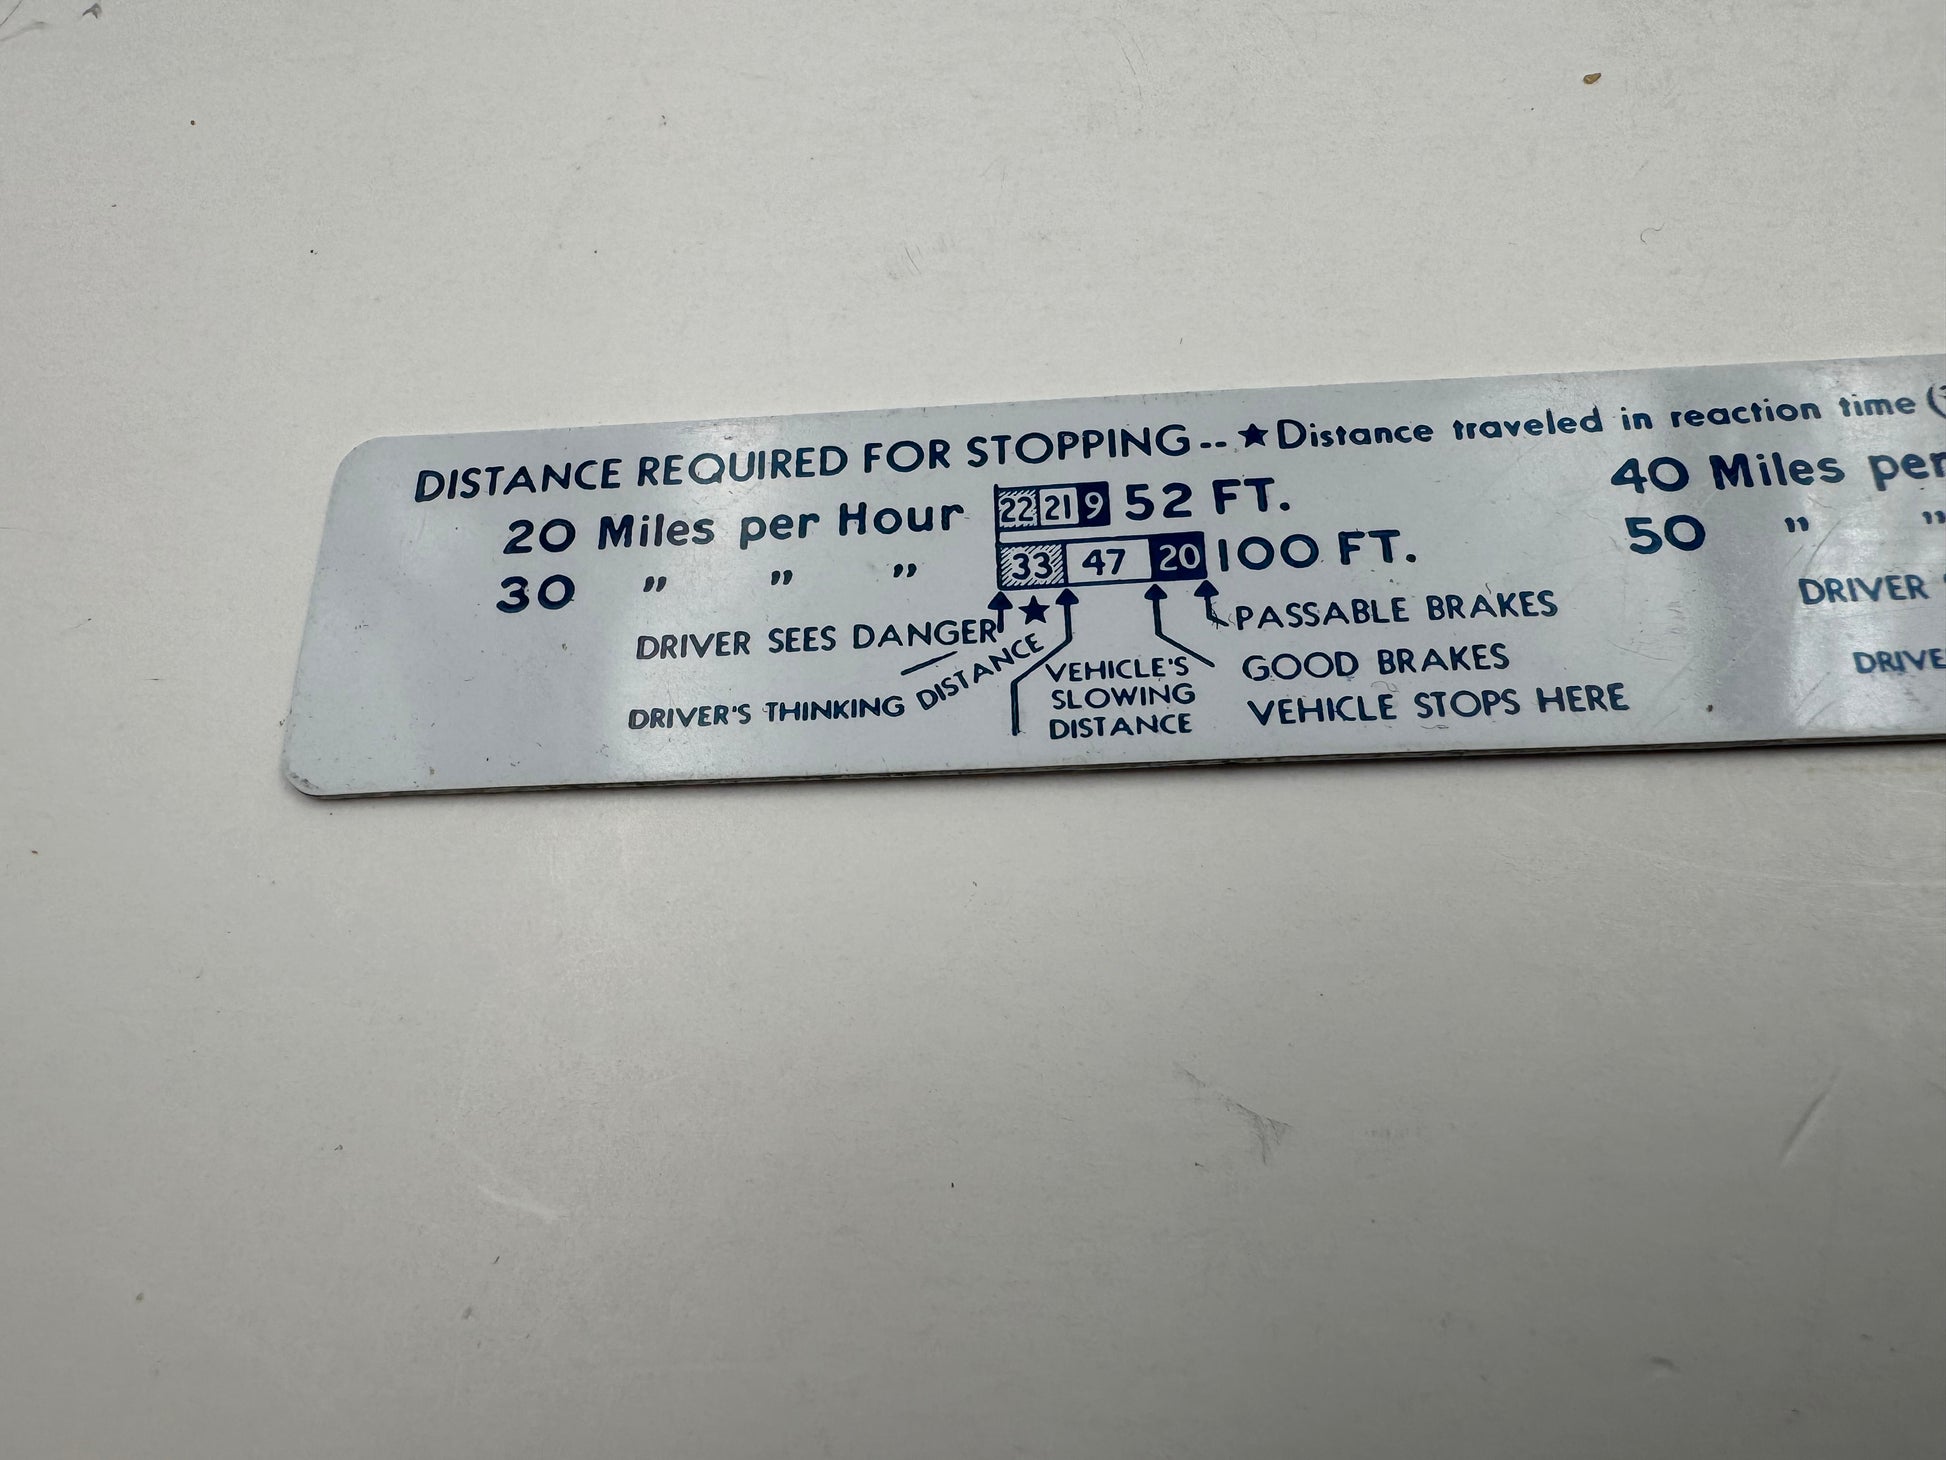 DISTANCE REQUIRED FOR STOPPING-- ★ Distance traveled in reaction time (
20 Miles per Hour 22 21 9 52 FT. 40 Miles per
30 " " " 33 47 20 100 FT. 50 " "
DRIVER SEES DANGER ★ PASSABLE BRAKES DRIVER
DRIVER'S THINKING DISTANCE VEHICLE'S GOOD BRAKES
SLOWING VEHICLE STOPS HERE
DISTANCE